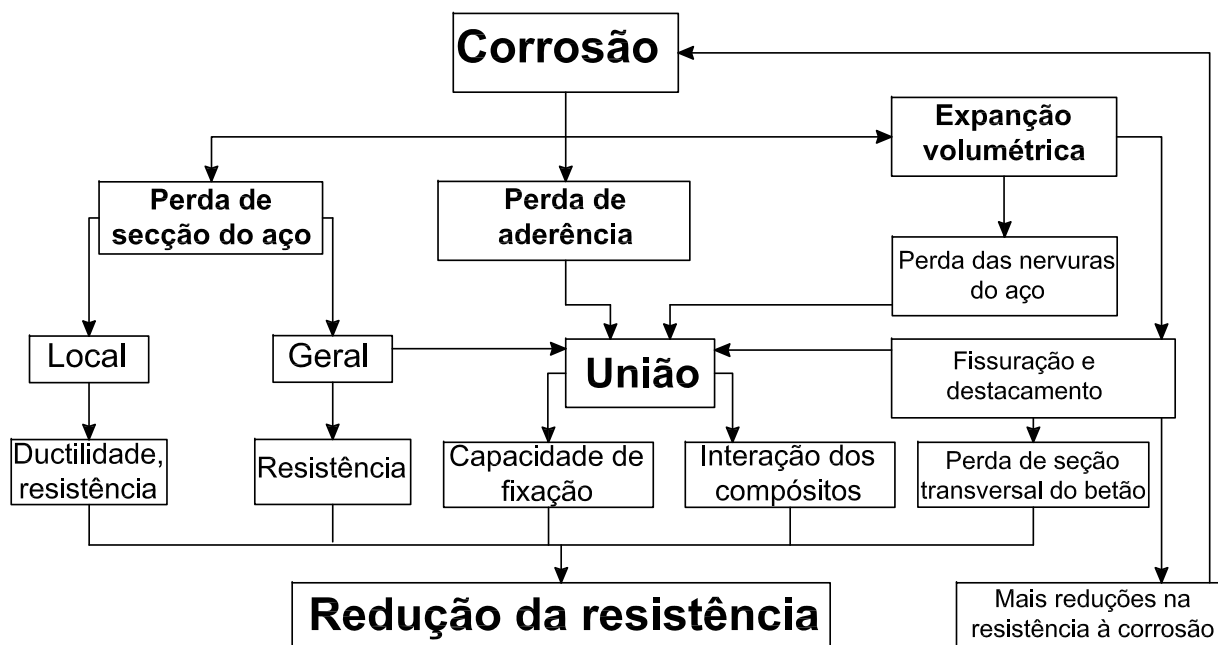 Corrosão
Expanção
volumétrica
Perda de
secção do aço
Perda de
aderência
Perda das nervuras
do aço
Local
Geral
União
Fissuração e
destacamento
Ductilidade,
resistência
Resistência
Capacidade de
fixação
Interação dos
compósitos
Perda de seção
transversal do betão
Redução da resistência
Mais reduções na
resistência à corrosão